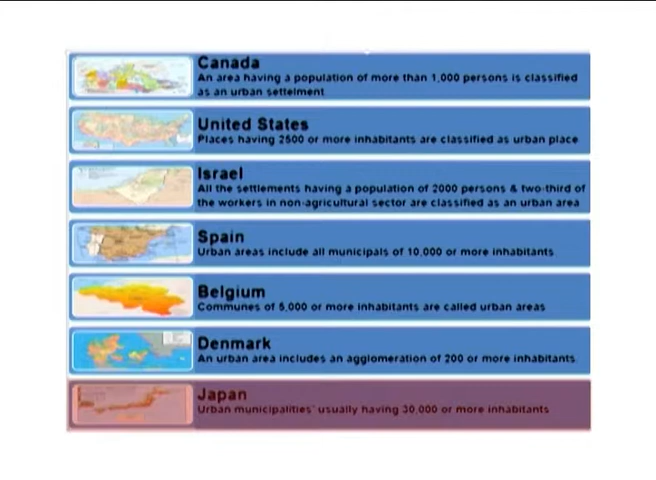 Canada
An area having a population of more than 1,000 persons is classified
as an urban settelment
United States
Places having 2500 or more inhabitants are classified as urban place
Israel
All the settlements having a population of 2000 persons & two-third of
the workers in non-agricultural sector are classified as an urban area
Spain
Urban areas include all municipals of 10,000 or more inhabitants
Belgium
Communes of 5,000 or more inhabitants are called urban areas
Denmark
An urban area includes an agglomeration of 200 or more inhabitants
Japan
Urban municipalities' usually having 30,000 or more inhabitants